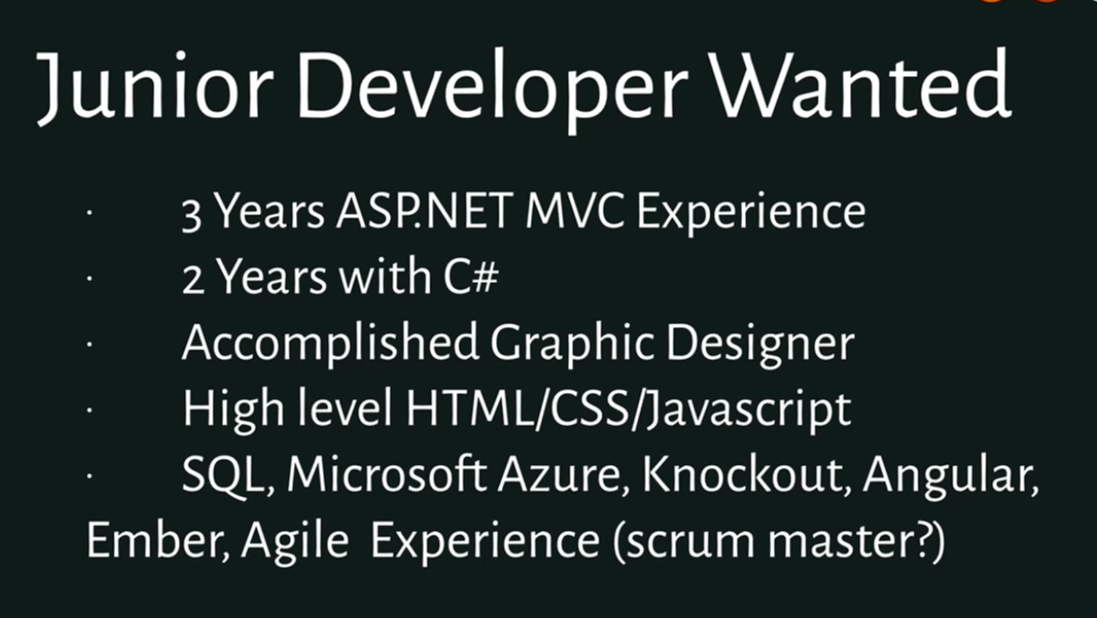 Junior Developer Wanted
· 3 Years ASP.NET MVC Experience
· 2 Years with C#
· Accomplished Graphic Designer
· High level HTML/CSS/Javascript
· SQL, Microsoft Azure, Knockout, Angular,
Ember, Agile Experience (scrum master?)